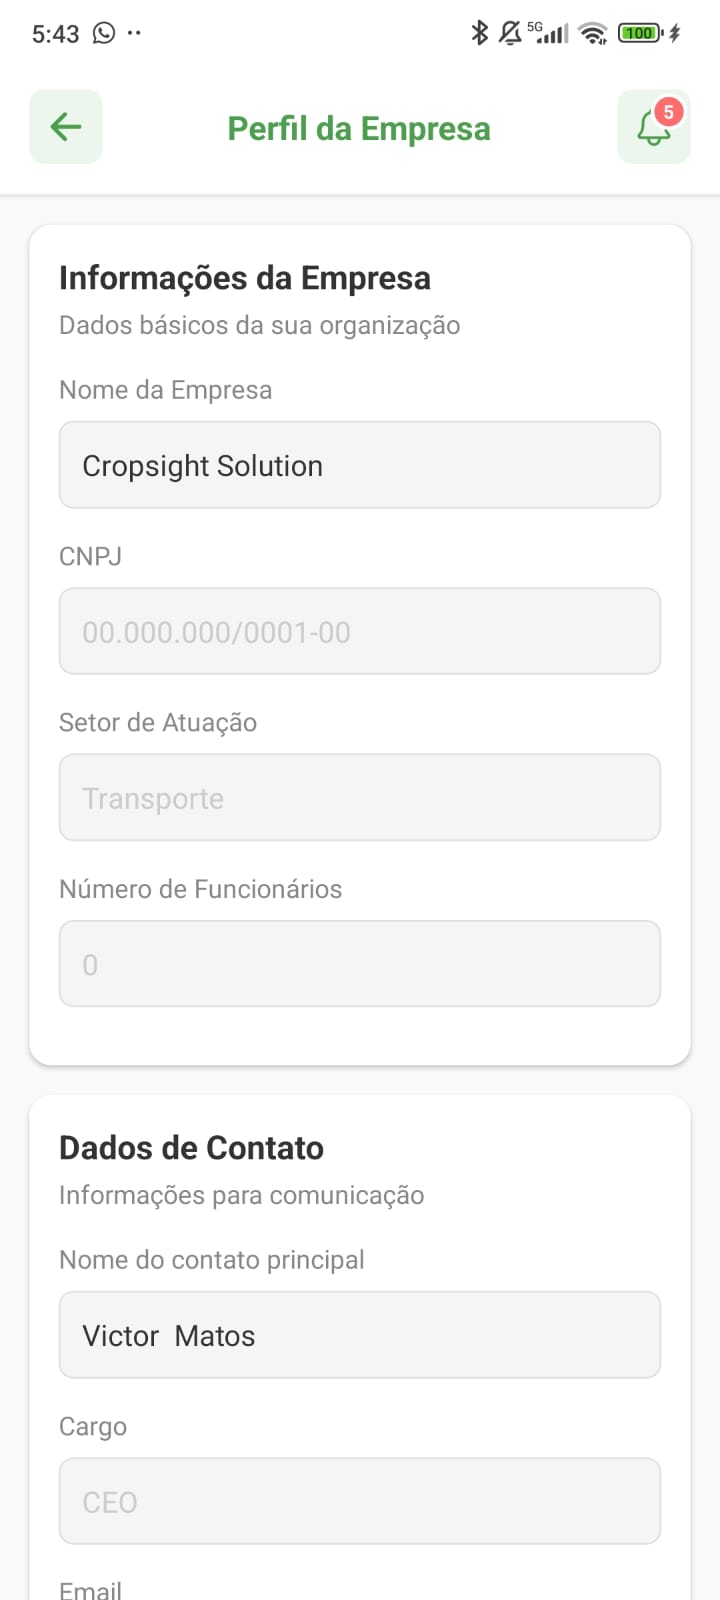 5:43
5G
100
Perfil da Empresa
5
Informações da Empresa
Dados básicos da sua organização
Nome da Empresa
Cropsight Solution
CNPJ
00.000.000/0001-00
Setor de Atuação
Transporte
Número de Funcionários
0
Dados de Contato
Informações para comunicação
Nome do contato principal
Victor  Matos
Cargo
CEO
Email